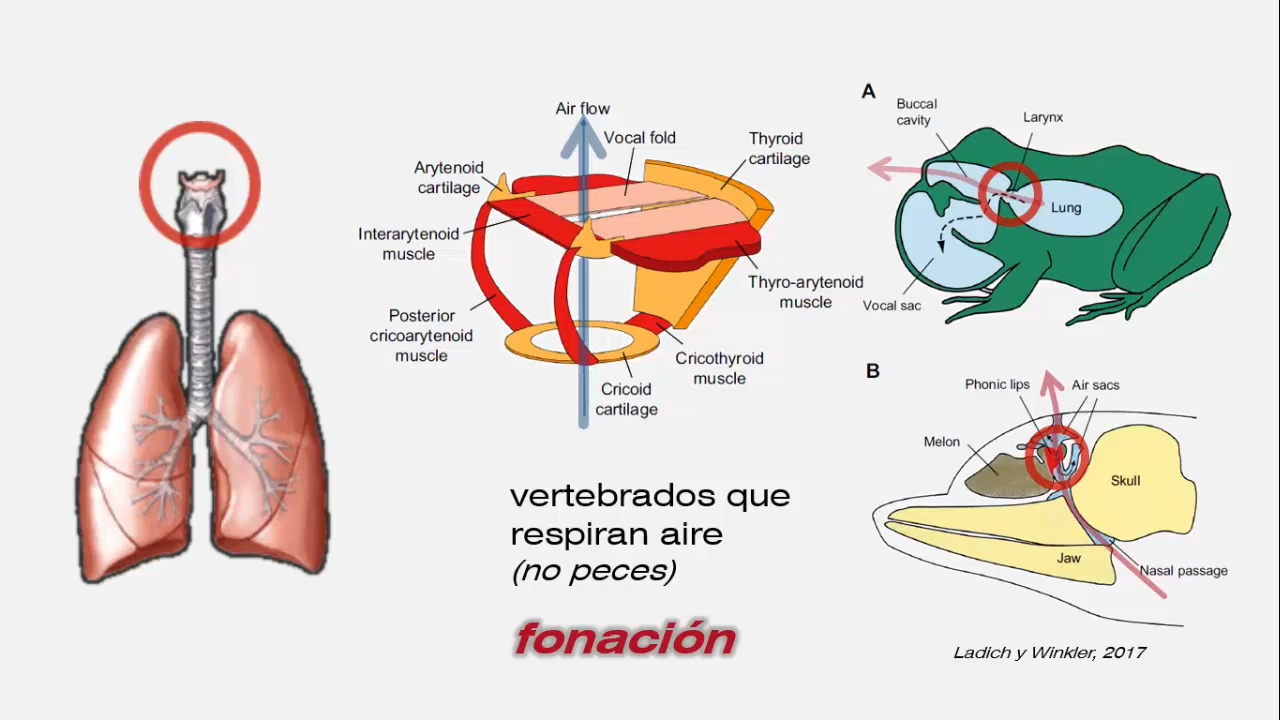 Air flow
Vocal fold
Thyroid
cartilage
Arytenoid
cartilage
Interarytenoid
muscle
Thyro-arytenoid
muscle
Posterior
cricoarytenoid
muscle
Cricothyroid
muscle
Cricoid
cartilage
vertebrados que
respiran aire
(no peces)
fonación
A
Buccal
cavity
Larynx
Lung
Vocal sac
B
Phonic lips
Air sacs
Melon
Skull
Jaw
Nasal passage
Ladich y Winkler, 2017